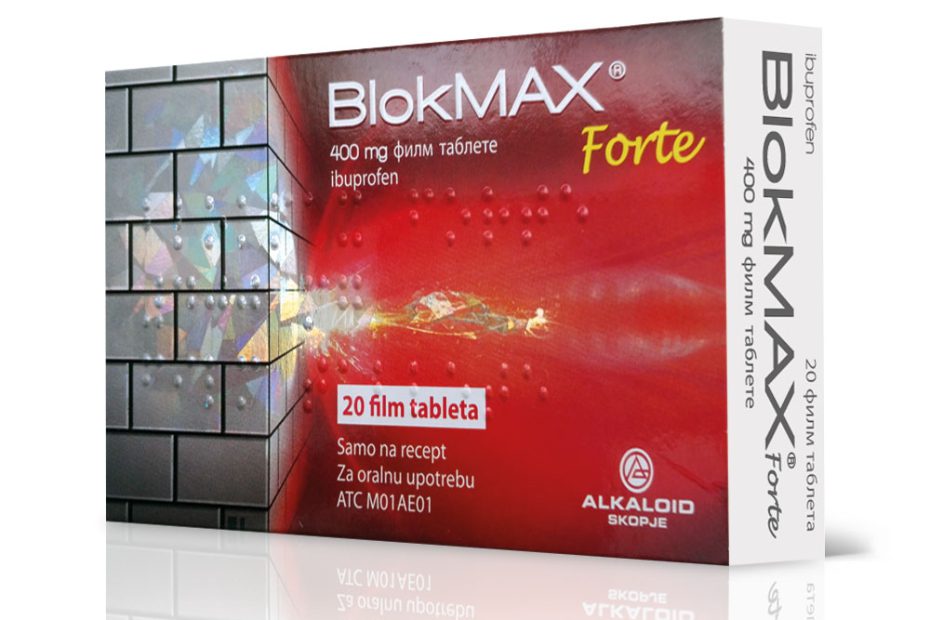 BlokMAX®
Forte
400 mg филм таблете
ibuprofen
20 film tableta
Samo na recept
Za oralnu upotrebu
ATC M01AE01
ALKALOID
SKOPJE
ibuprofen
BlokMAX® Forte
400 mg филм таблете
20 филм таблета